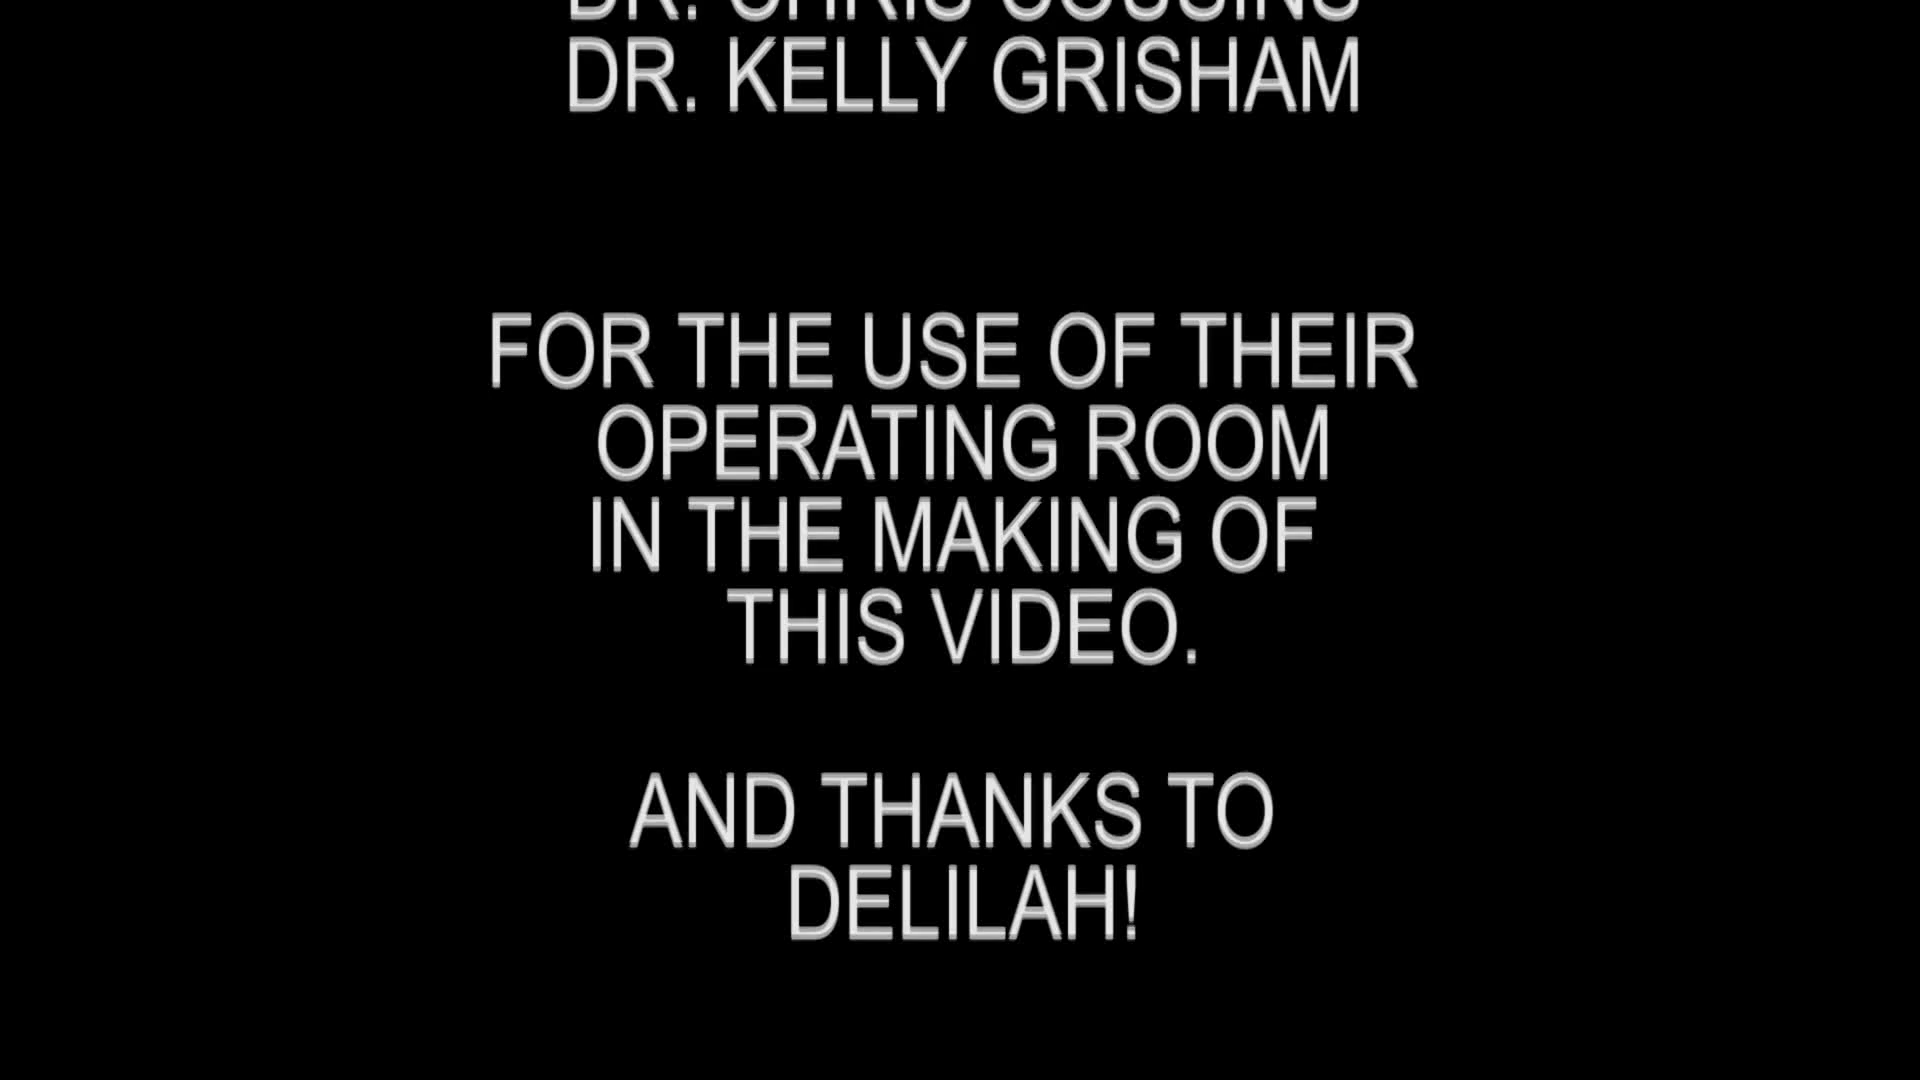 DR. CHRIS COUSINS
DR. KELLY GRISHAM
FOR THE USE OF THEIR
OPERATING ROOM
IN THE MAKING OF
THIS VIDEO.
AND THANKS TO
DELILAH!